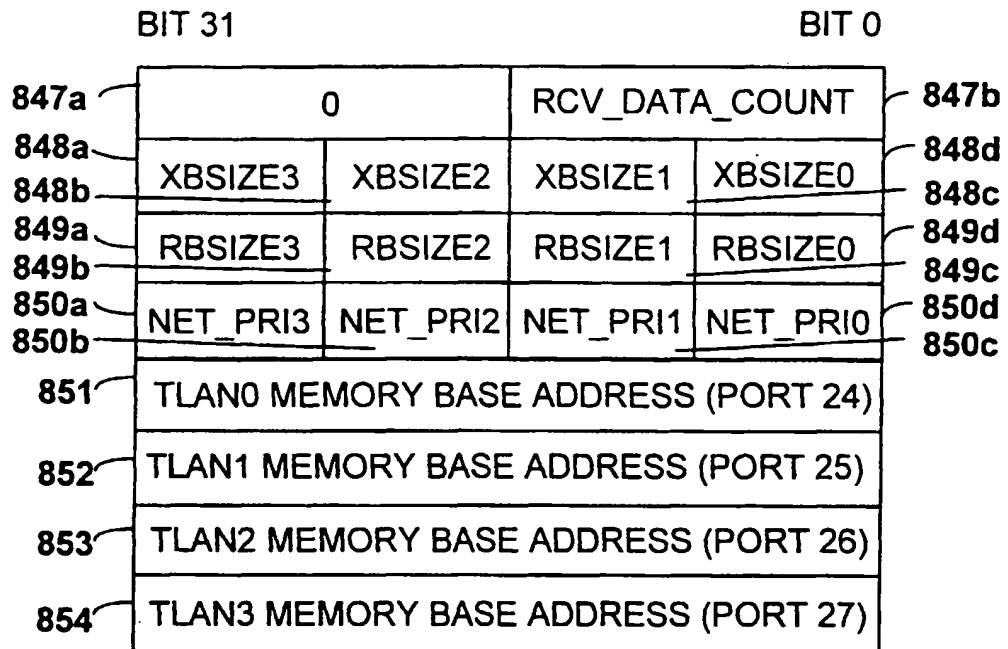 BIT 31 BIT 0
847a 0 RCV_DATA_COUNT 847b
848a XBSIZE3 XBSIZE2 XBSIZE1 XBSIZE0 848d
848b 848c
849a RBSIZE3 RBSIZE2 RBSIZE1 RBSIZE0 849d
849b 849c
850a NET_PRI3 NET_PRI2 NET_PRI1 NET_PRI0 850d
850b 850c
851 TLAN0 MEMORY BASE ADDRESS (PORT 24)
852 TLAN1 MEMORY BASE ADDRESS (PORT 25)
853 TLAN2 MEMORY BASE ADDRESS (PORT 26)
854 TLAN3 MEMORY BASE ADDRESS (PORT 27)